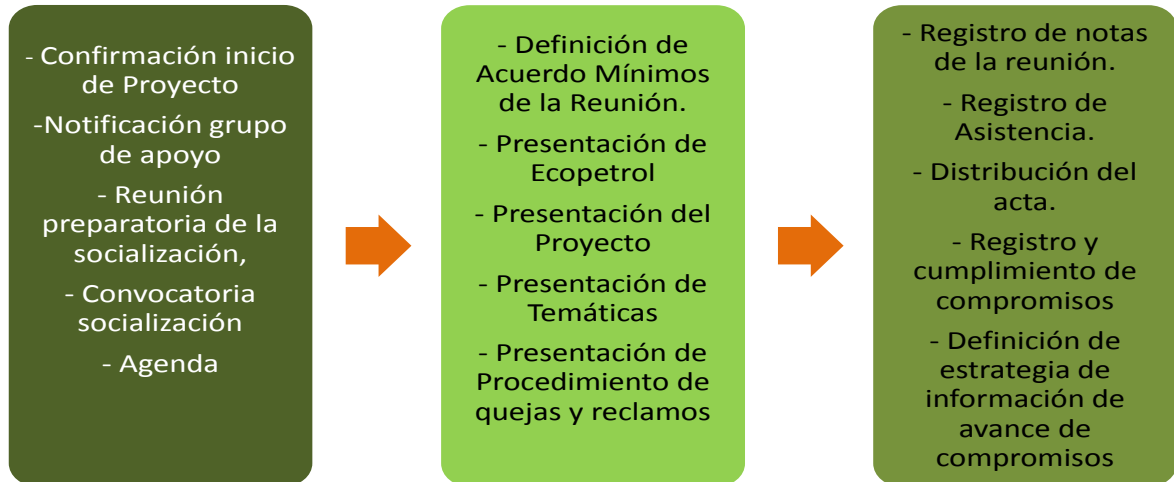 - Confirmación inicio
de Proyecto
-Notificación grupo
de apoyo
- Reunión
preparatoria de la
socialización,
- Convocatoria
socialización
- Agenda
- Definición de
Acuerdo Mínimos
de la Reunión.
- Presentación de
Ecopetrol
- Presentación del
Proyecto
- Presentación de
Temáticas
- Presentación de
Procedimiento de
quejas y reclamos
- Registro de notas
de la reunión.
- Registro de
Asistencia.
- Distribución del
acta.
- Registro y
cumplimiento de
compromisos
- Definición de
estrategia de
información de
avance de
compromisos